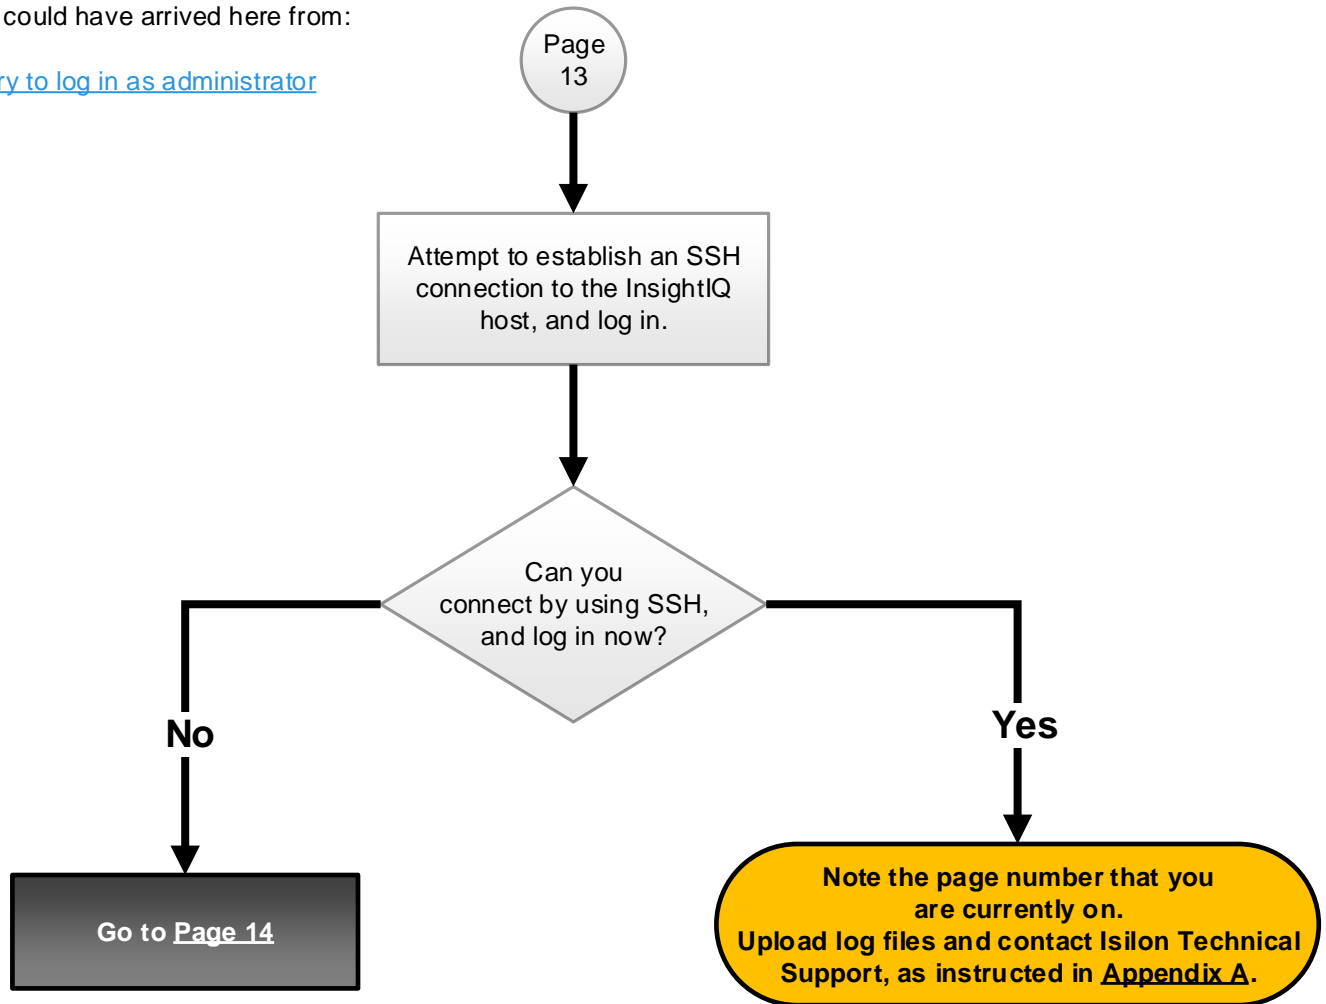 could have arrived here from:
ry to log in as administrator
Page
13
Attempt to establish an SSH
connection to the InsightIQ
host, and log in.
Can you
connect by using SSH,
and log in now?
No
Yes
Go to Page 14
Note the page number that you
are currently on.
Upload log files and contact Isilon Technical
Support, as instructed in Appendix A.